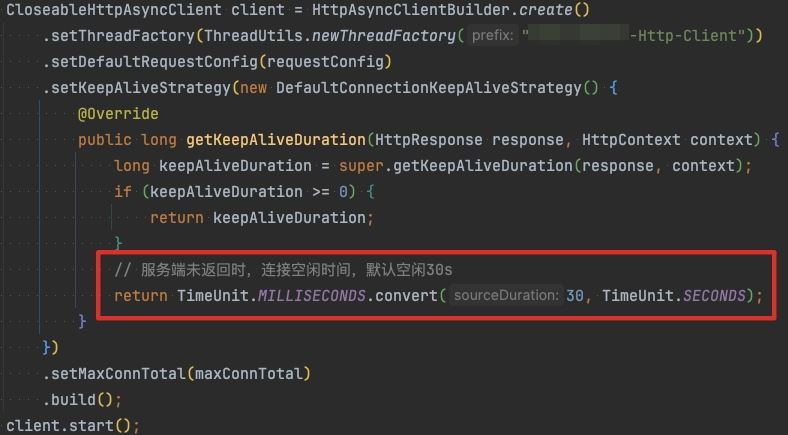 CloseableHttpAsyncClient client = HttpAsyncClientBuilder.create()
.setThreadFactory(ThreadUtils.newThreadFactory( prefix: "-Http-Client"))
.setDefaultRequestConfig(requestConfig)
.setKeepAliveStrategy(new DefaultConnectionKeepAliveStrategy() {
@Override
public long getKeepAliveDuration(HttpResponse response, HttpContext context) {
long keepAliveDuration = super.getKeepAliveDuration(response, context);
if (keepAliveDuration >= 0) {
return keepAliveDuration;
}
// 服务端未返回时，连接空闲时间，默认空闲30s
return TimeUnit.MILLISECONDS.convert( sourceDuration: 30, TimeUnit.SECONDS);
}
})
.setMaxConnTotal(maxConnTotal)
.build();
client.start();